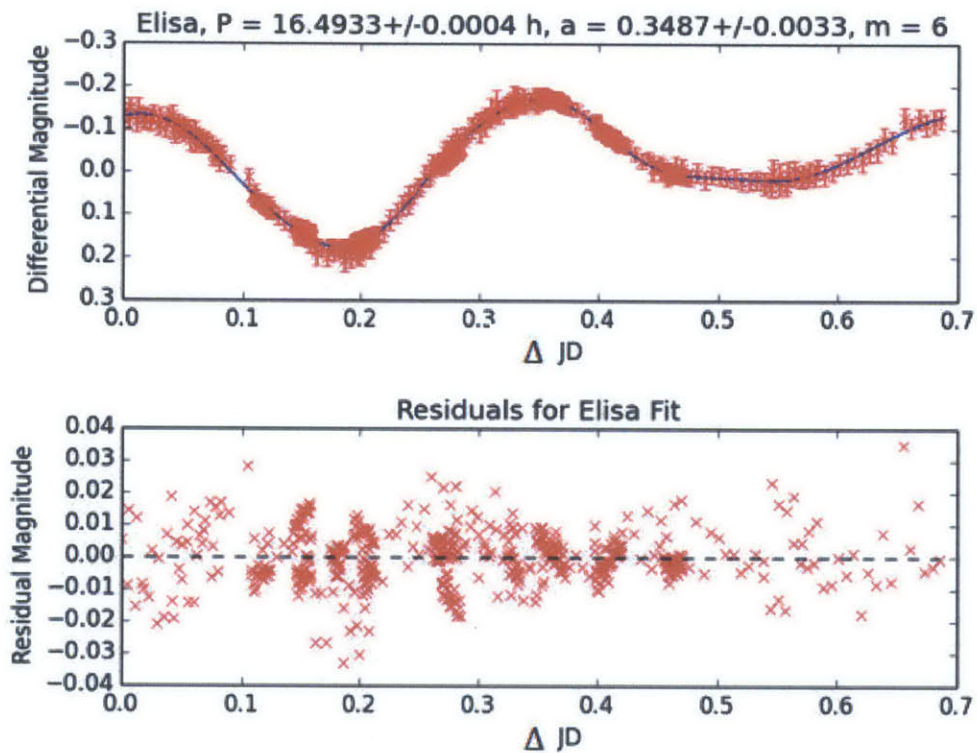 Elisa, P = 16.4933+/-0.0004 h, a = 0.3487+/-0.0033, m = 6
Differential Magnitude
−0.3
−0.2
−0.1
0.0
0.1
0.2
0.3
0.0 0.1 0.2 0.3 0.4 0.5 0.6 0.7
Δ JD
Residuals for Elisa Fit
Residual Magnitude
0.04
0.03
0.02
0.01
0.00
−0.01
−0.02
−0.03
−0.04
0.0 0.1 0.2 0.3 0.4 0.5 0.6 0.7
Δ JD